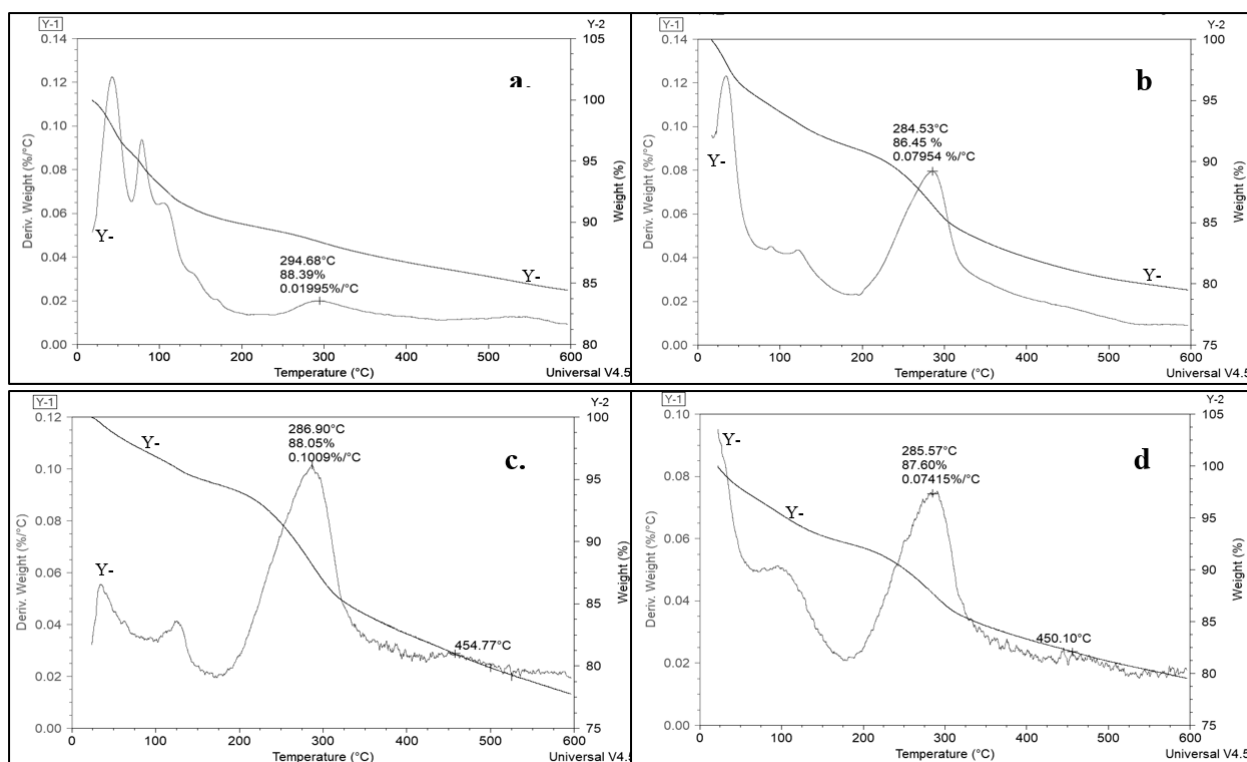 Y-1
Y-2
0.14
0.12
0.10
0.08
0.06
0.04
0.02
0.00
Deriv. Weight (%/°C)
105
100
95
90
85
80
Weight (%)
a.
Y-
Y-
294.68°C
88.39%
0.01995%/°C
0
100
200
300
400
500
600
Temperature (°C)
Universal V4.5
Y-1
Y-2
0.14
0.12
0.10
0.08
0.06
0.04
0.02
0.00
Deriv. Weight (%/°C)
100
95
90
85
80
75
Weight (%)
b
Y-
Y-
284.53°C
86.45 %
0.07954 %/°C
0
100
200
300
400
500
600
Temperature (°C)
Universal V4.5
Y-1
Y-2
0.12
0.10
0.08
0.06
0.04
0.02
0.00
Deriv. Weight (%/°C)
100
95
90
85
80
75
Weight (%)
c.
Y-
Y-
286.90°C
88.05%
0.1009%/°C
454.77°C
0
100
200
300
400
500
600
Temperature (°C)
Universal V4.5
Y-1
Y-2
0.10
0.08
0.06
0.04
0.02
0.00
Deriv. Weight (%/°C)
105
100
95
90
85
80
75
Weight (%)
d
Y-
Y-
285.57°C
87.60%
0.07415%/°C
450.10°C
0
100
200
300
400
500
600
Temperature (°C)
Universal V4.5